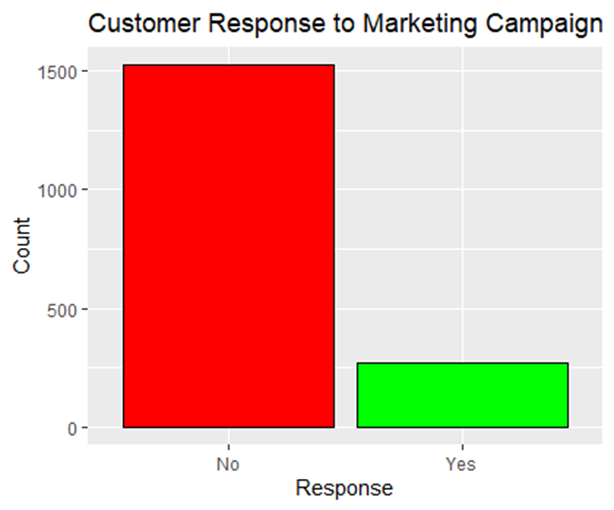 Customer Response to Marketing Campaign
1500
1000
500
0
Count
No
Yes
Response